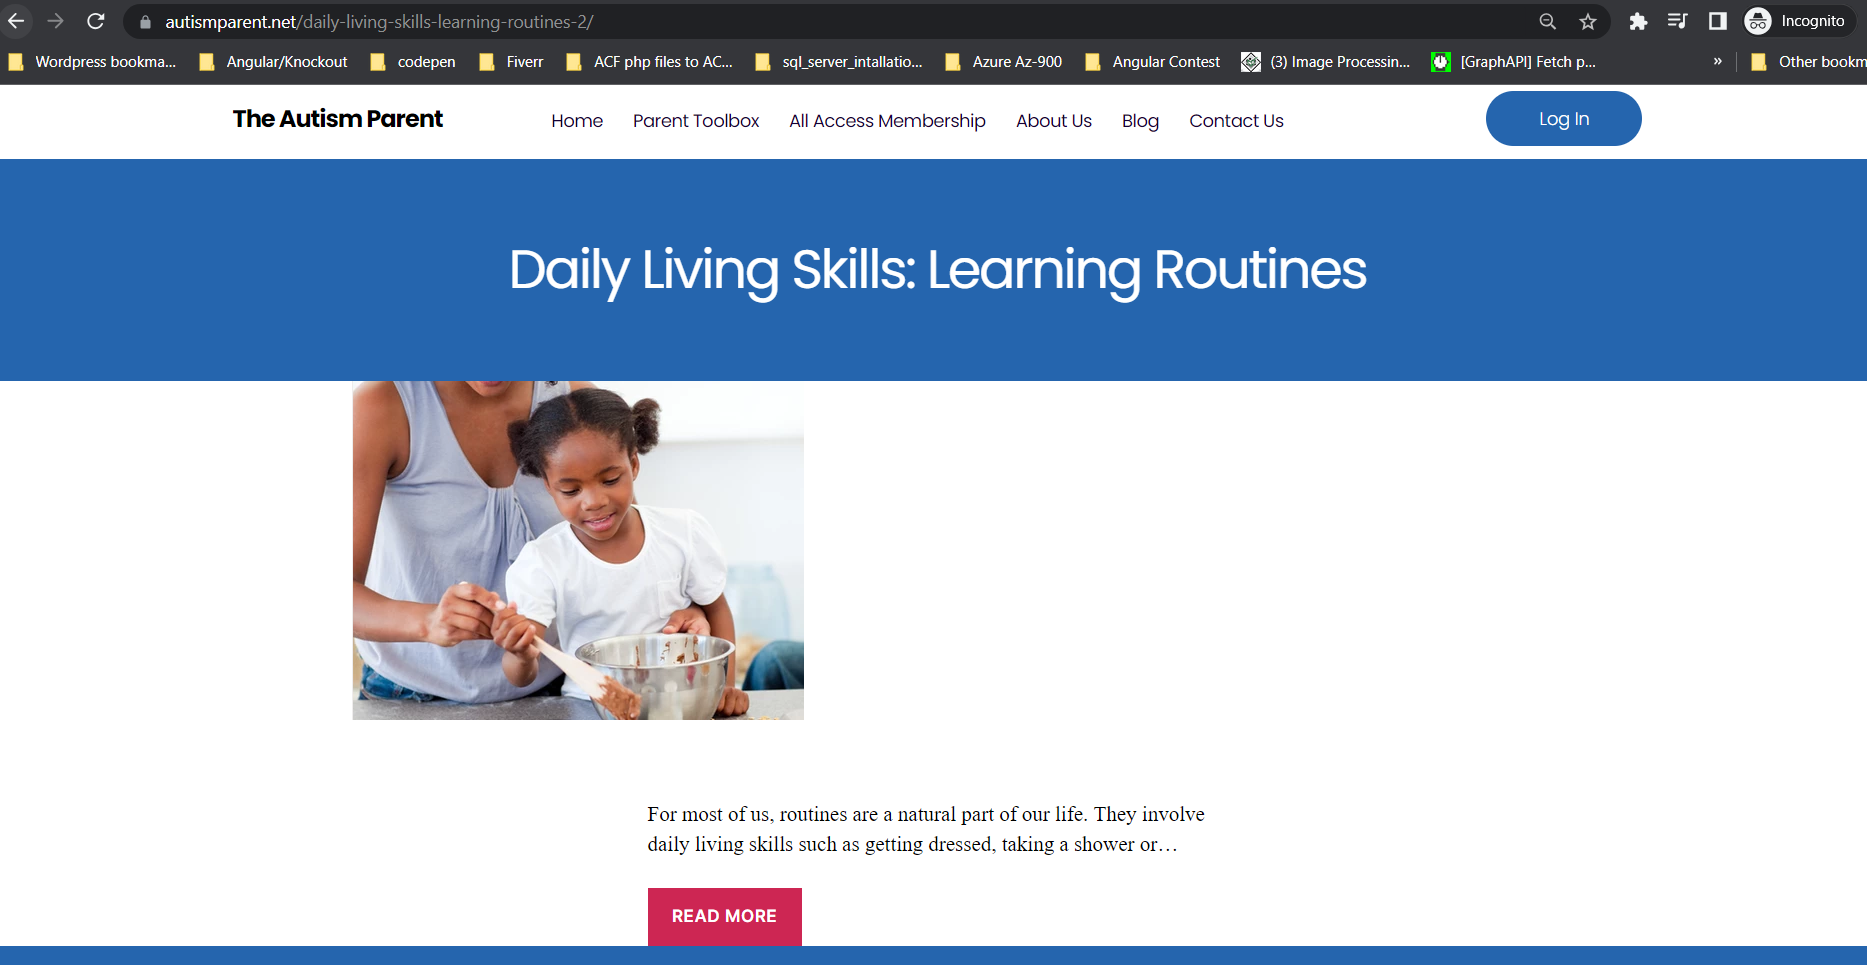 autismparent.net/daily-living-skills-learning-routines-2/
Incognito
Wordpress bookma... Angular/Knockout codepen Fiverr ACF php files to AC... sql_server_intallatio... Azure Az-900 Angular Contest (3) Image Processin... [GraphAPI] Fetch p... » Other bookm
The Autism Parent Home Parent Toolbox All Access Membership About Us Blog Contact Us Log In
Daily Living Skills: Learning Routines
For most of us, routines are a natural part of our life. They involve
daily living skills such as getting dressed, taking a shower or…
READ MORE